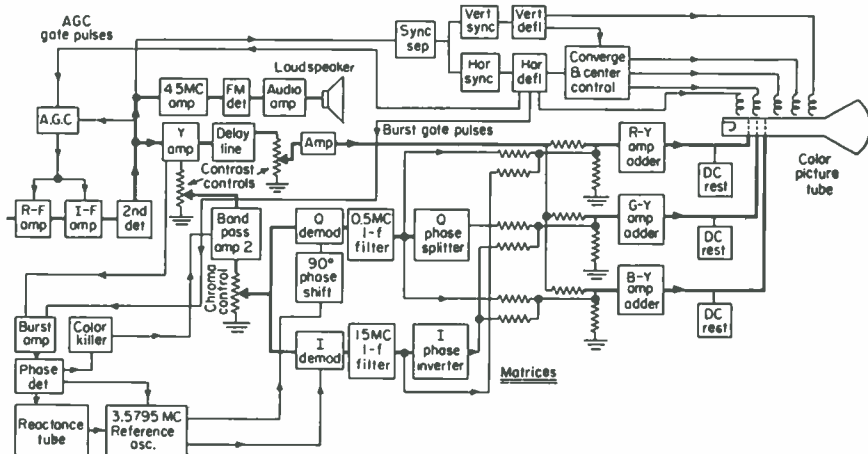 AGC
gate pulses
Sync
sep
Vert
sync
Vert
defl
Hor
sync
Hor
defl
Converge
& center
control
Loudspeaker
4.5MC
amp
FM
det
Audio
amp
A.G.C
Y
amp
Delay
line
Amp
Burst gate pulses
Contrast
controls
R-F
amp
I-F
amp
2nd
det
Band
pass
amp 2
Chroma
control
Q
demod
0.5MC
l-f
filter
Q
phase
splitter
90°
phase
shift
I
demod
1.5MC
l-f
filter
I
phase
inverter
Matrices
R-Y
amp
adder
G-Y
amp
adder
B-Y
amp
adder
DC
rest
DC
rest
DC
rest
Color
picture
tube
Burst
amp
Color
killer
Phase
det
Reactance
tube
3.5795 MC
Reference
osc.